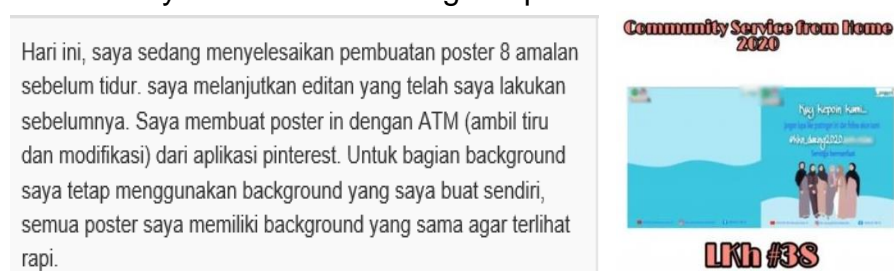 Hari ini, saya sedang menyelesaikan pembuatan poster 8 amalan
sebelum tidur. saya melanjutkan editan yang telah saya lakukan
sebelumnya. Saya membuat poster in dengan ATM (ambil tiru
dan modifikasi) dari aplikasi pinterest. Untuk bagian background
saya tetap menggunakan background yang saya buat sendiri,
semua poster saya memiliki background yang sama agar terlihat
rapi.
Community Service from Home
2020
Kuy kepoin kami...
LKh #38